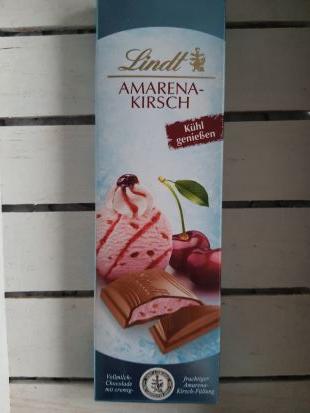 Lindt
AMARENA-
KIRSCH
Kühl
genießen
Vollmilch-
Chocolade
mit cremig-
fruchtiger
Amarena-
Kirsch-Füllung